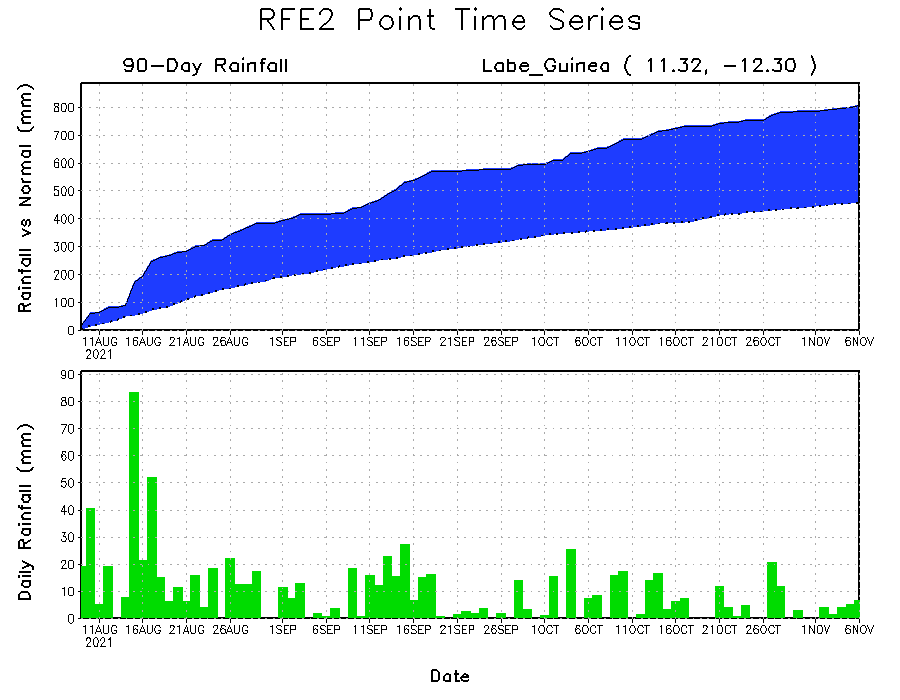 RFE2 Point Time Series
90-Day Rainfall
Labe_Guinea ( 11.32, -12.30 )
Rainfall vs Normal (mm)
800
700
600
500
400
300
200
100
0
11AUG 16AUG 21AUG 26AUG 1SEP 6SEP 11SEP 16SEP 21SEP 26SEP 1OCT 6OCT 11OCT 16OCT 21OCT 26OCT 1NOV 6NOV
2021
Daily Rainfall (mm)
90
80
70
60
50
40
30
20
10
0
11AUG 16AUG 21AUG 26AUG 1SEP 6SEP 11SEP 16SEP 21SEP 26SEP 1OCT 6OCT 11OCT 16OCT 21OCT 26OCT 1NOV 6NOV
2021
Date